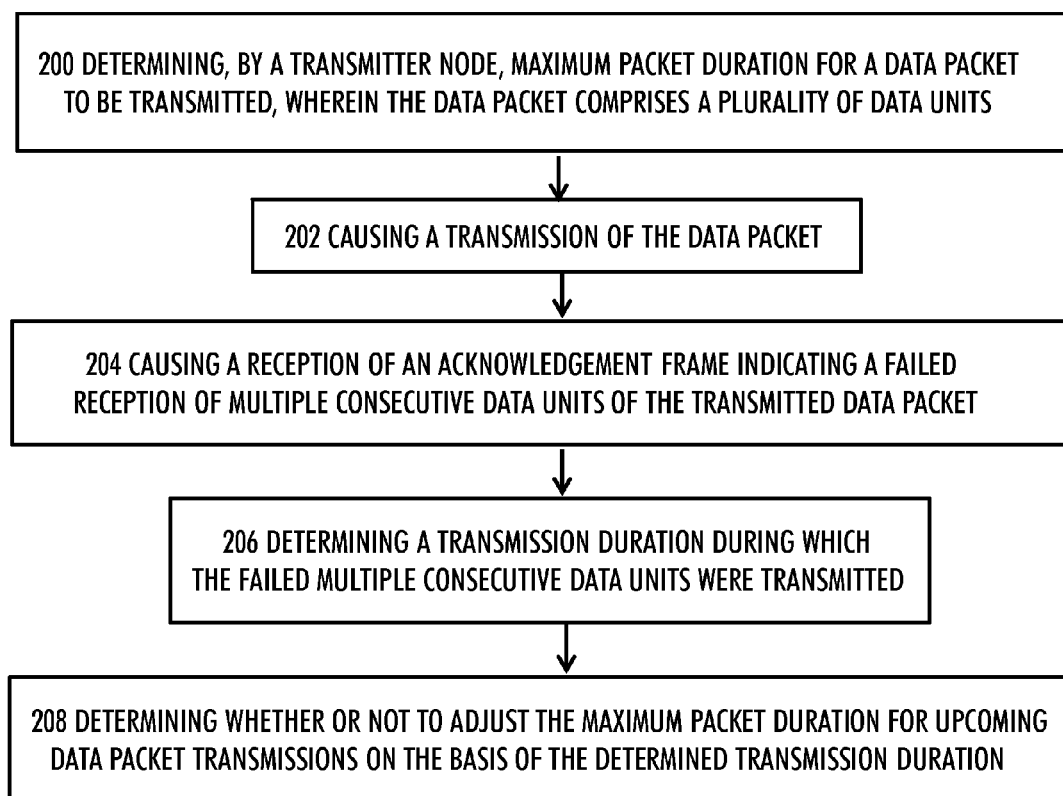 200 DETERMINING, BY A TRANSMITTER NODE, MAXIMUM PACKET DURATION FOR A DATA PACKET
TO BE TRANSMITTED, WHEREIN THE DATA PACKET COMPRISES A PLURALITY OF DATA UNITS
202 CAUSING A TRANSMISSION OF THE DATA PACKET
204 CAUSING A RECEPTION OF AN ACKNOWLEDGEMENT FRAME INDICATING A FAILED
RECEPTION OF MULTIPLE CONSECUTIVE DATA UNITS OF THE TRANSMITTED DATA PACKET
206 DETERMINING A TRANSMISSION DURATION DURING WHICH
THE FAILED MULTIPLE CONSECUTIVE DATA UNITS WERE TRANSMITTED
208 DETERMINING WHETHER OR NOT TO ADJUST THE MAXIMUM PACKET DURATION FOR UPCOMING
DATA PACKET TRANSMISSIONS ON THE BASIS OF THE DETERMINED TRANSMISSION DURATION